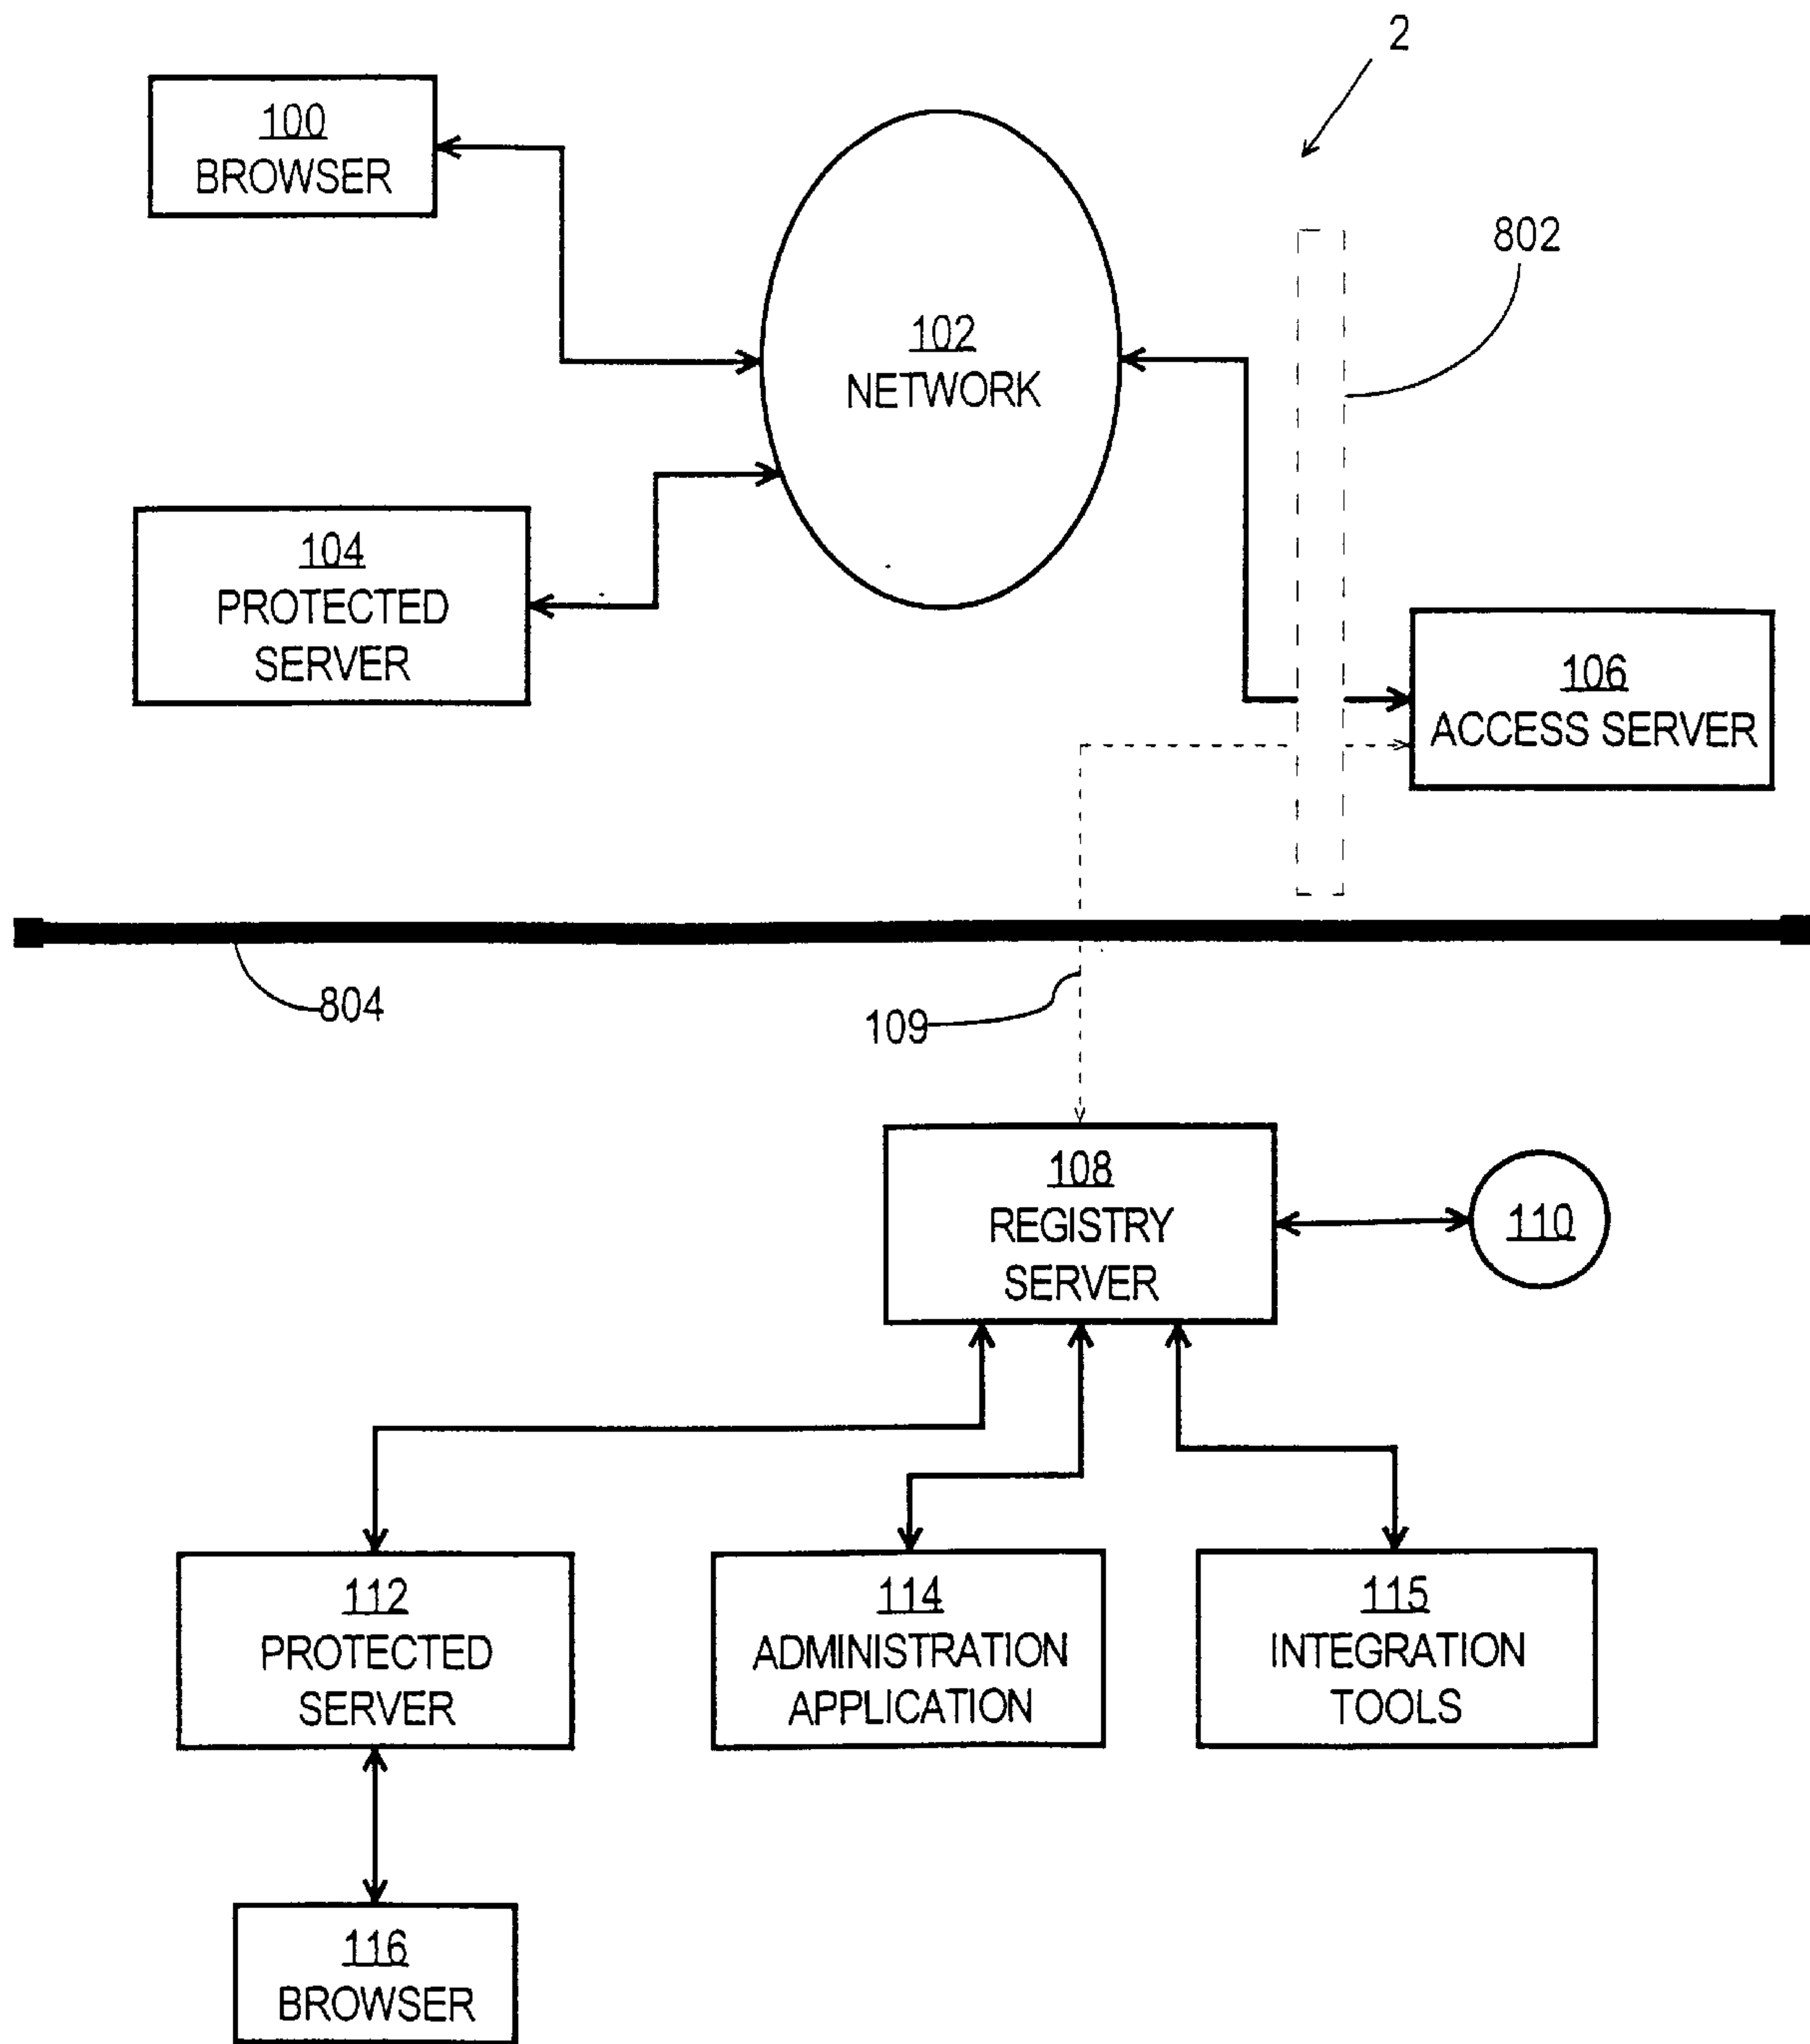 2
100
BROWSER
802
102
NETWORK
104
PROTECTED
SERVER
106
ACCESS SERVER
804
109
108
REGISTRY
SERVER
110
112
PROTECTED
SERVER
114
ADMINISTRATION
APPLICATION
115
INTEGRATION
TOOLS
116
BROWSER